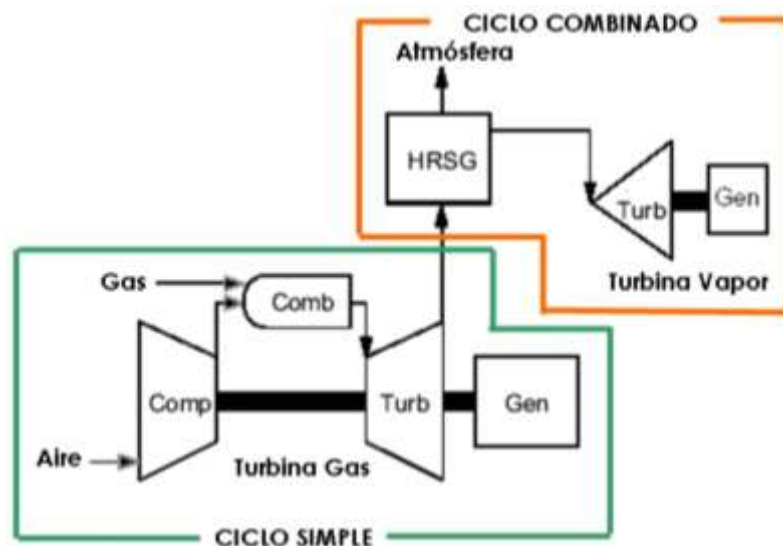 CICLO COMBINADO
Atmósfera
HRSG
Turb
Gen
Turbina Vapor
Gas
Comb
Comp
Turb
Gen
Aire
Turbina Gas
CICLO SIMPLE